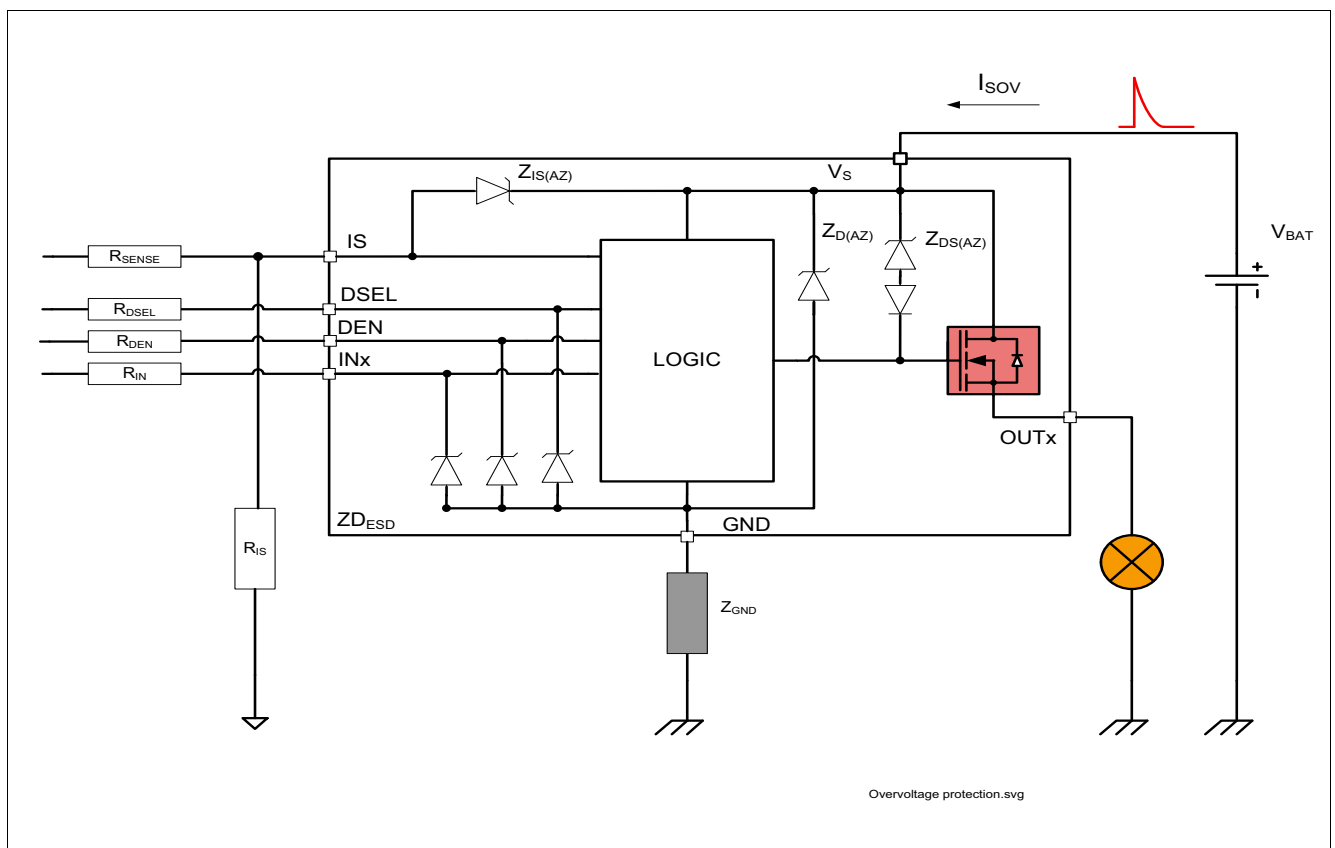 I_SOV
Z_IS(AZ)
V_S
Z_D(AZ)
Z_DS(AZ)
V_BAT
+
-
IS
R_SENSE
DSEL
R_DSEL
DEN
R_DEN
INx
R_IN
LOGIC
OUTx
ZD_ESD
GND
R_IS
Z_GND
Overvoltage protection.svg